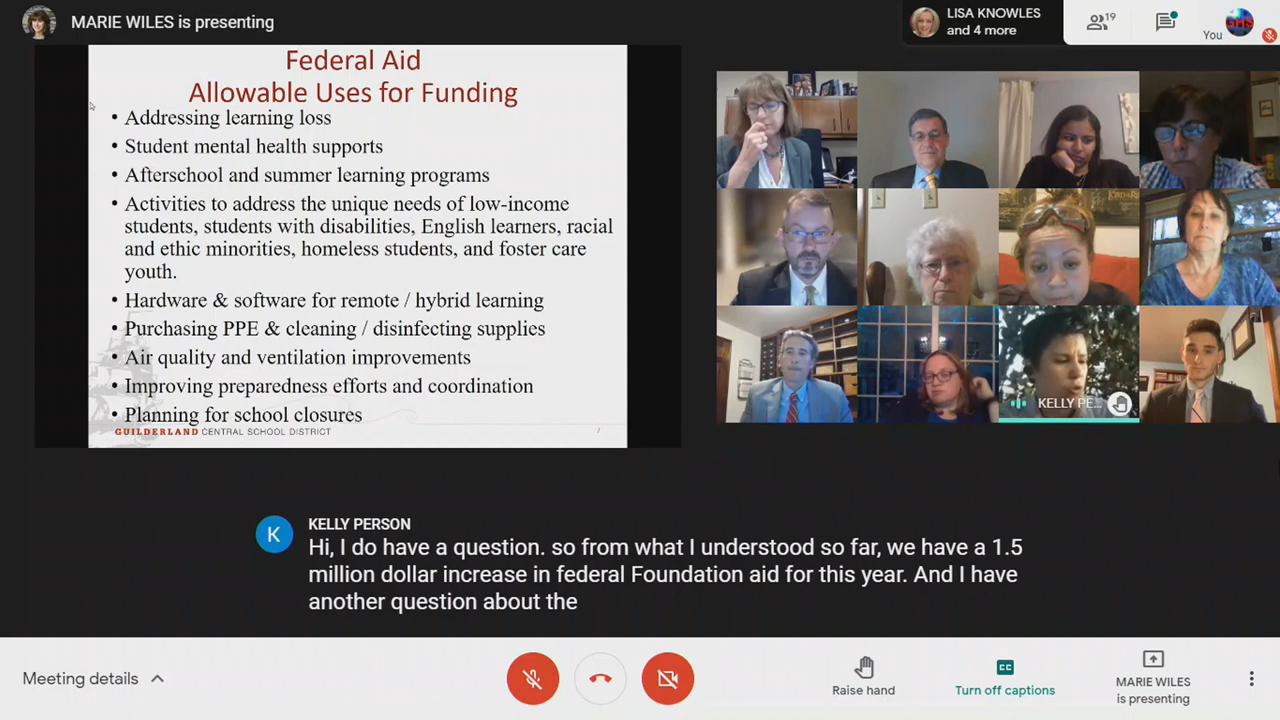 MARIE WILES is presenting
LISA KNOWLES
and 4 more
19
You
GHS
Federal Aid
Allowable Uses for Funding
• Addressing learning loss
• Student mental health supports
• Afterschool and summer learning programs
• Activities to address the unique needs of low-income
students, students with disabilities, English learners, racial
and ethic minorities, homeless students, and foster care
youth.
• Hardware & software for remote / hybrid learning
• Purchasing PPE & cleaning / disinfecting supplies
• Air quality and ventilation improvements
• Improving preparedness efforts and coordination
• Planning for school closures
GUILDERLAND CENTRAL SCHOOL DISTRICT
7
KELLY PE...
K
KELLY PERSON
Hi, I do have a question. so from what I understood so far, we have a 1.5
million dollar increase in federal Foundation aid for this year. And I have
another question about the
Meeting details
Raise hand
CC
Turn off captions
MARIE WILES
is presenting